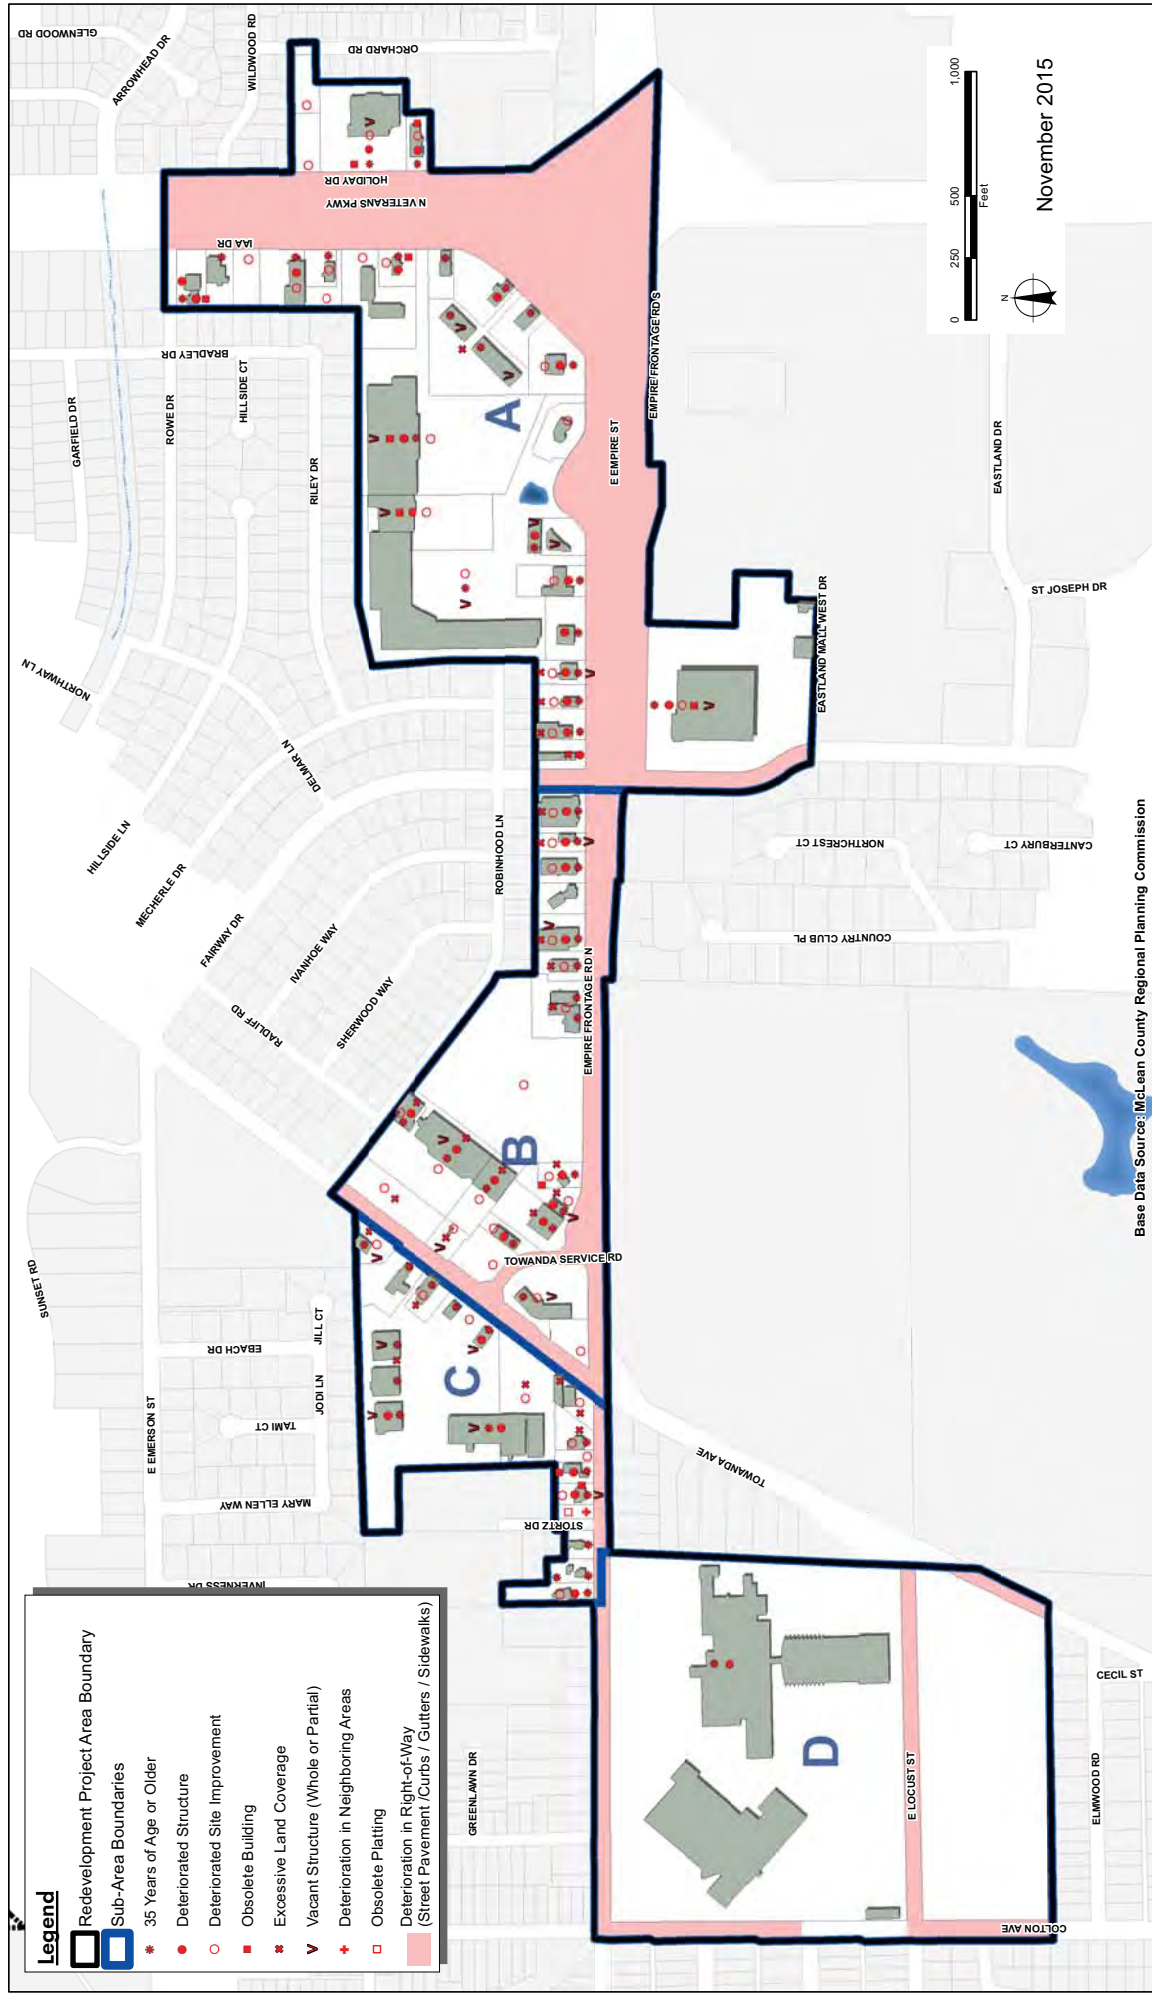 Legend
Redevelopment Project Area Boundary
Sub-Area Boundaries
35 Years of Age or Older
Deteriorated Structure
Deteriorated Site Improvement
Obsolete Building
Excessive Land Coverage
V Vacant Structure (Whole or Partial)
Deterioration in Neighboring Areas
Obsolete Platting
Deterioration in Right-of-Way
(Street Pavement /Curbs / Gutters / Sidewalks)
SUNSET RD
E EMERSON ST
EBACH DR
JILL CT
JODI LN
TAMI CT
MARY ELLEN WAY
INVERNESS DR
STORTZ DR
GREENLAWN DR
NORTHWAY LN
HILLSIDE LN
MECHERLE DR
FAIRWAY DR
RADLIFF RD
IVANHOE WAY
SHERWOOD WAY
DELMAR LN
ROBINHOOD LN
GARFIELD DR
ROWE DR
HILLSIDE CT
RILEY DR
BRADLEY DR
GLENWOOD RD
ARROWHEAD DR
WILDWOOD RD
ORCHARD RD
HOLIDAY DR
N VETERANS PKWY
IAA DR
A
B
C
D
E EMPIRE ST
EMPIRE FRONTAGE RD S
EMPIRE FRONTAGE RD N
TOWANDA SERVICE RD
TOWANDA AVE
EASTLAND MALL WEST DR
EASTLAND DR
ST JOSEPH DR
NORTHCREST CT
CANTERBURY CT
COUNTRY CLUB PL
E LOCUST ST
COLTON AVE
ELMWOOD RD
CECIL ST
0 250 500 1,000
Feet
N
November 2015
Base Data Source: McLean County Regional Planning Commission